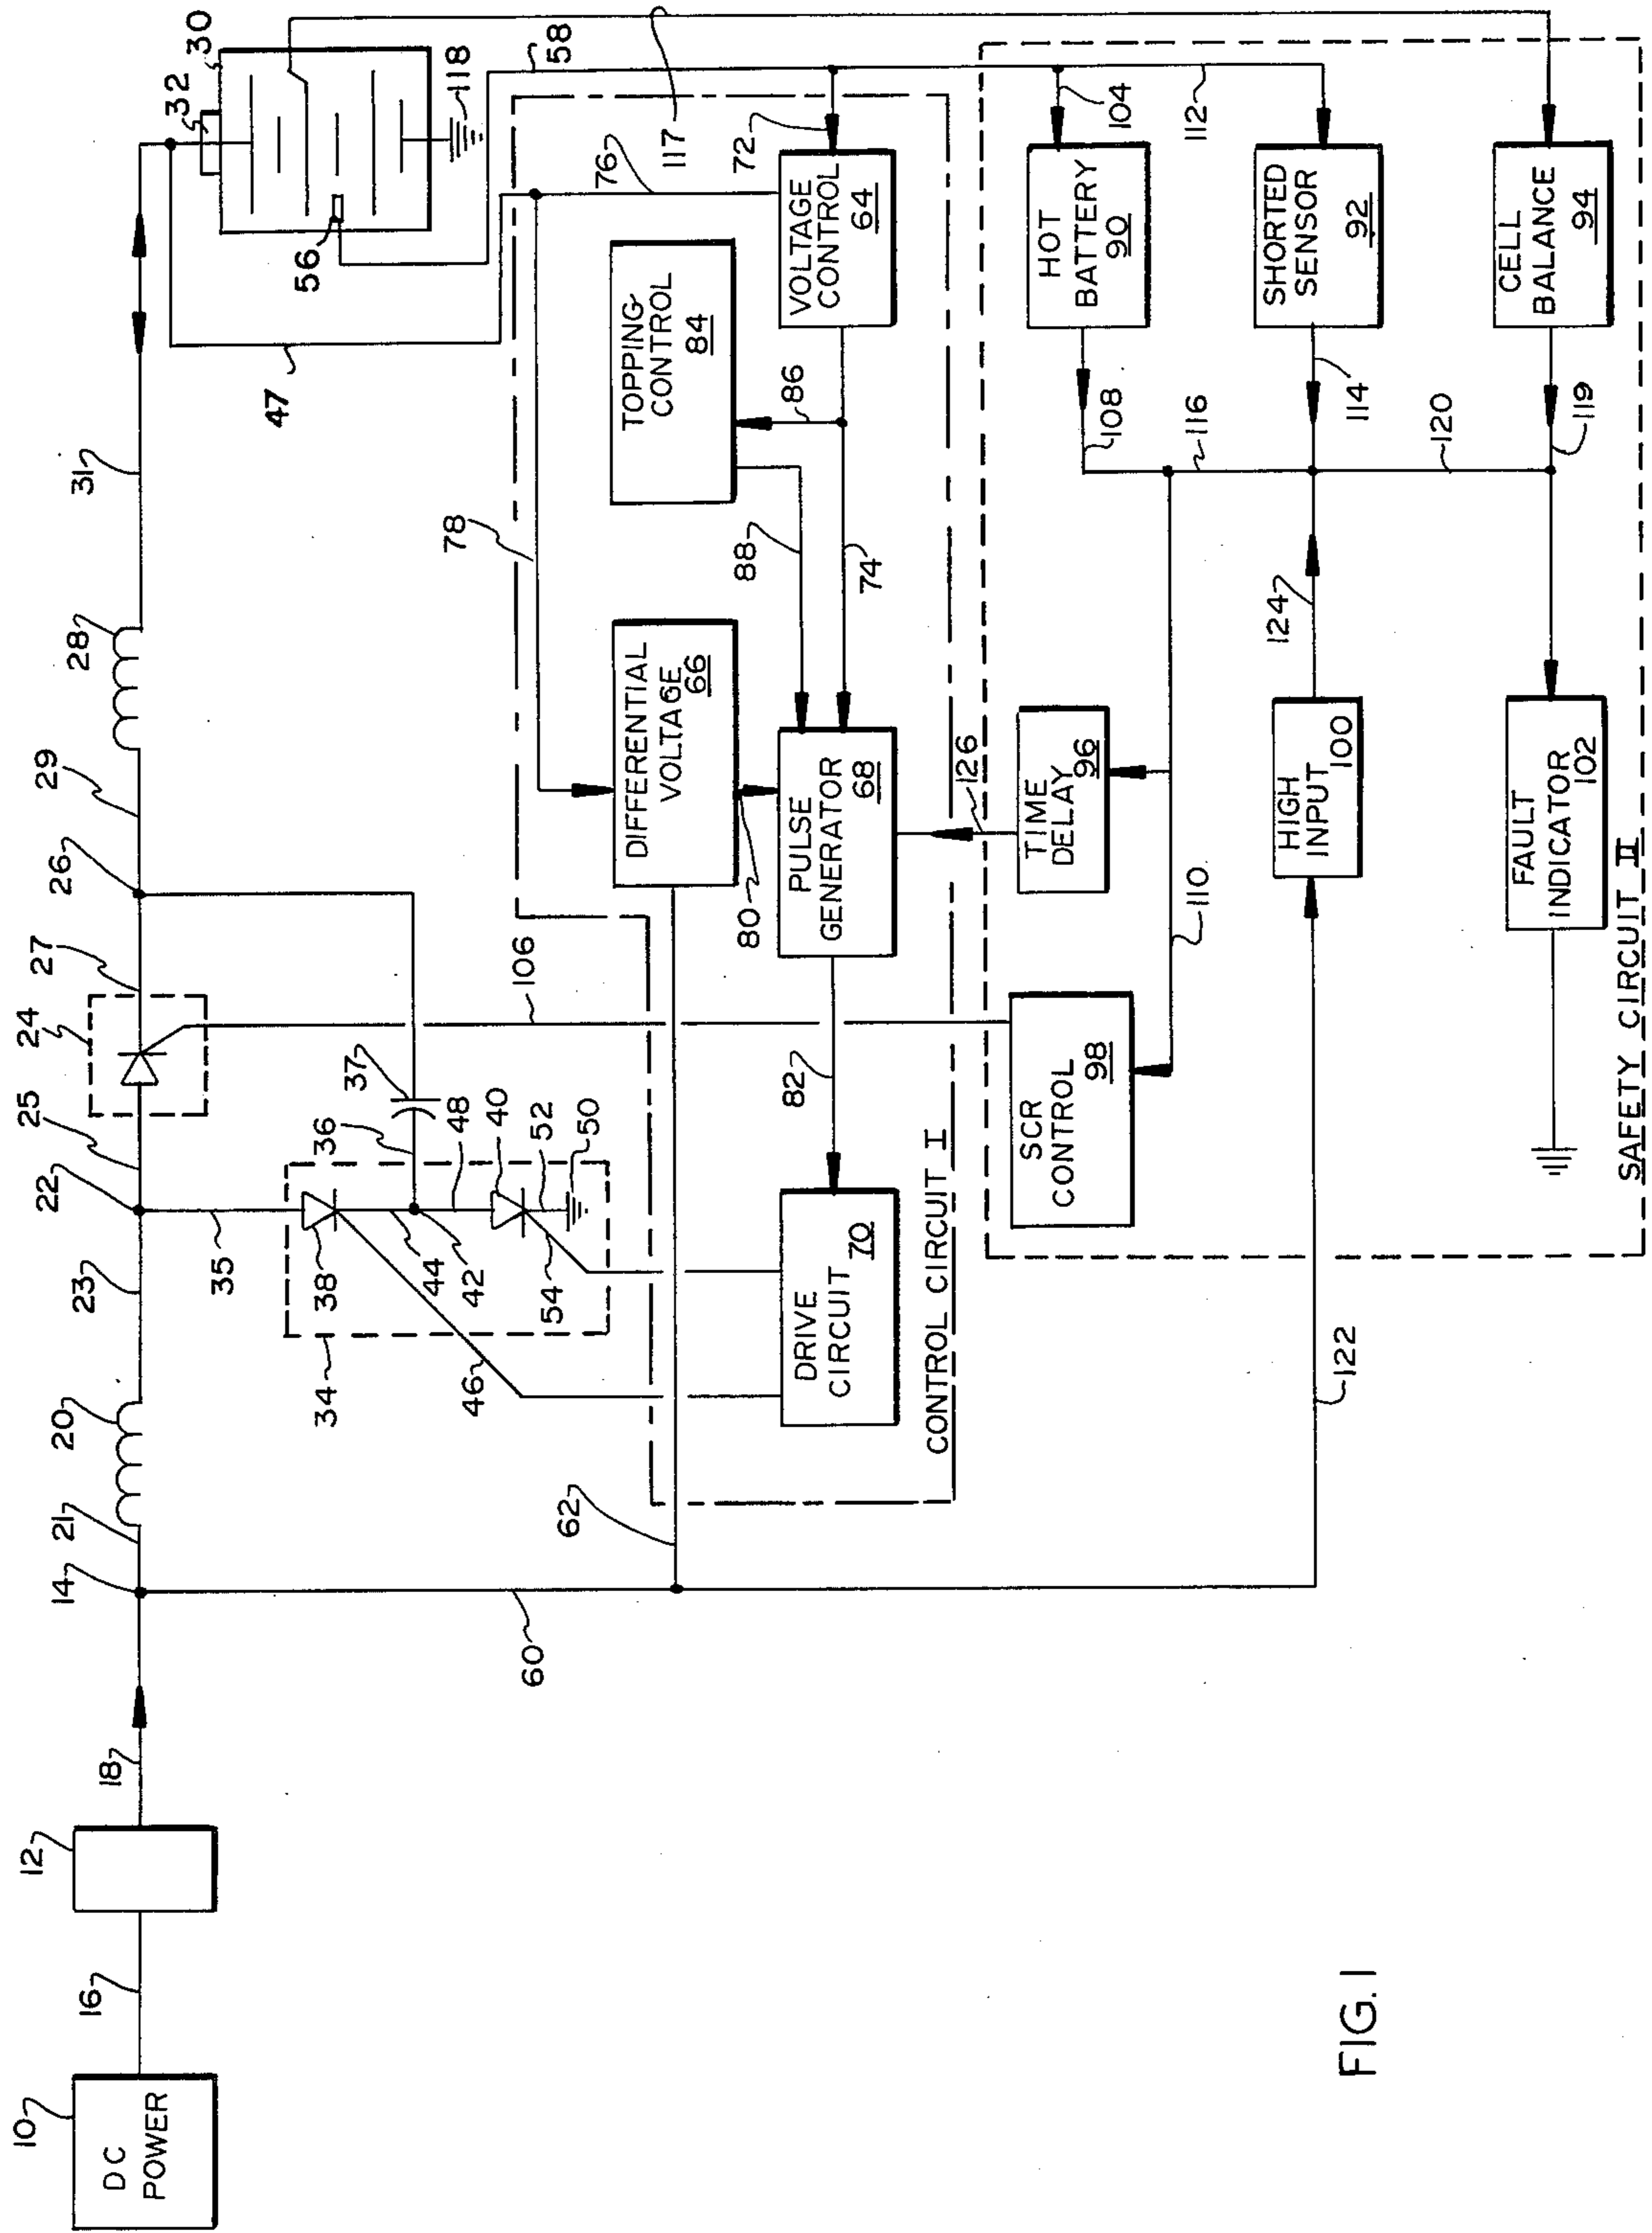 10
DC
POWER
16
12
18
14
21
20
23
22
25
24
27
26
29
28
31
30
32
118
56
47
58
117
35
34
38
44
42
46
36
37
48
40
52
50
54
60
62
106
78
76
72
TOPPING
CONTROL
84
VOLTAGE
CONTROL
64
86
88
74
DIFFERENTIAL
VOLTAGE
66
80
PULSE
GENERATOR
68
82
DRIVE
CIRCUIT
70
CONTROL CIRCUIT I
126
104
112
HOT
BATTERY
90
SHORTED
SENSOR
92
CELL
BALANCE
94
108
116
114
120
119
TIME
DELAY
96
110
124
HIGH
INPUT
100
FAULT
INDICATOR
102
SCR
CONTROL
98
122
SAFETY CIRCUIT II
FIG. 1